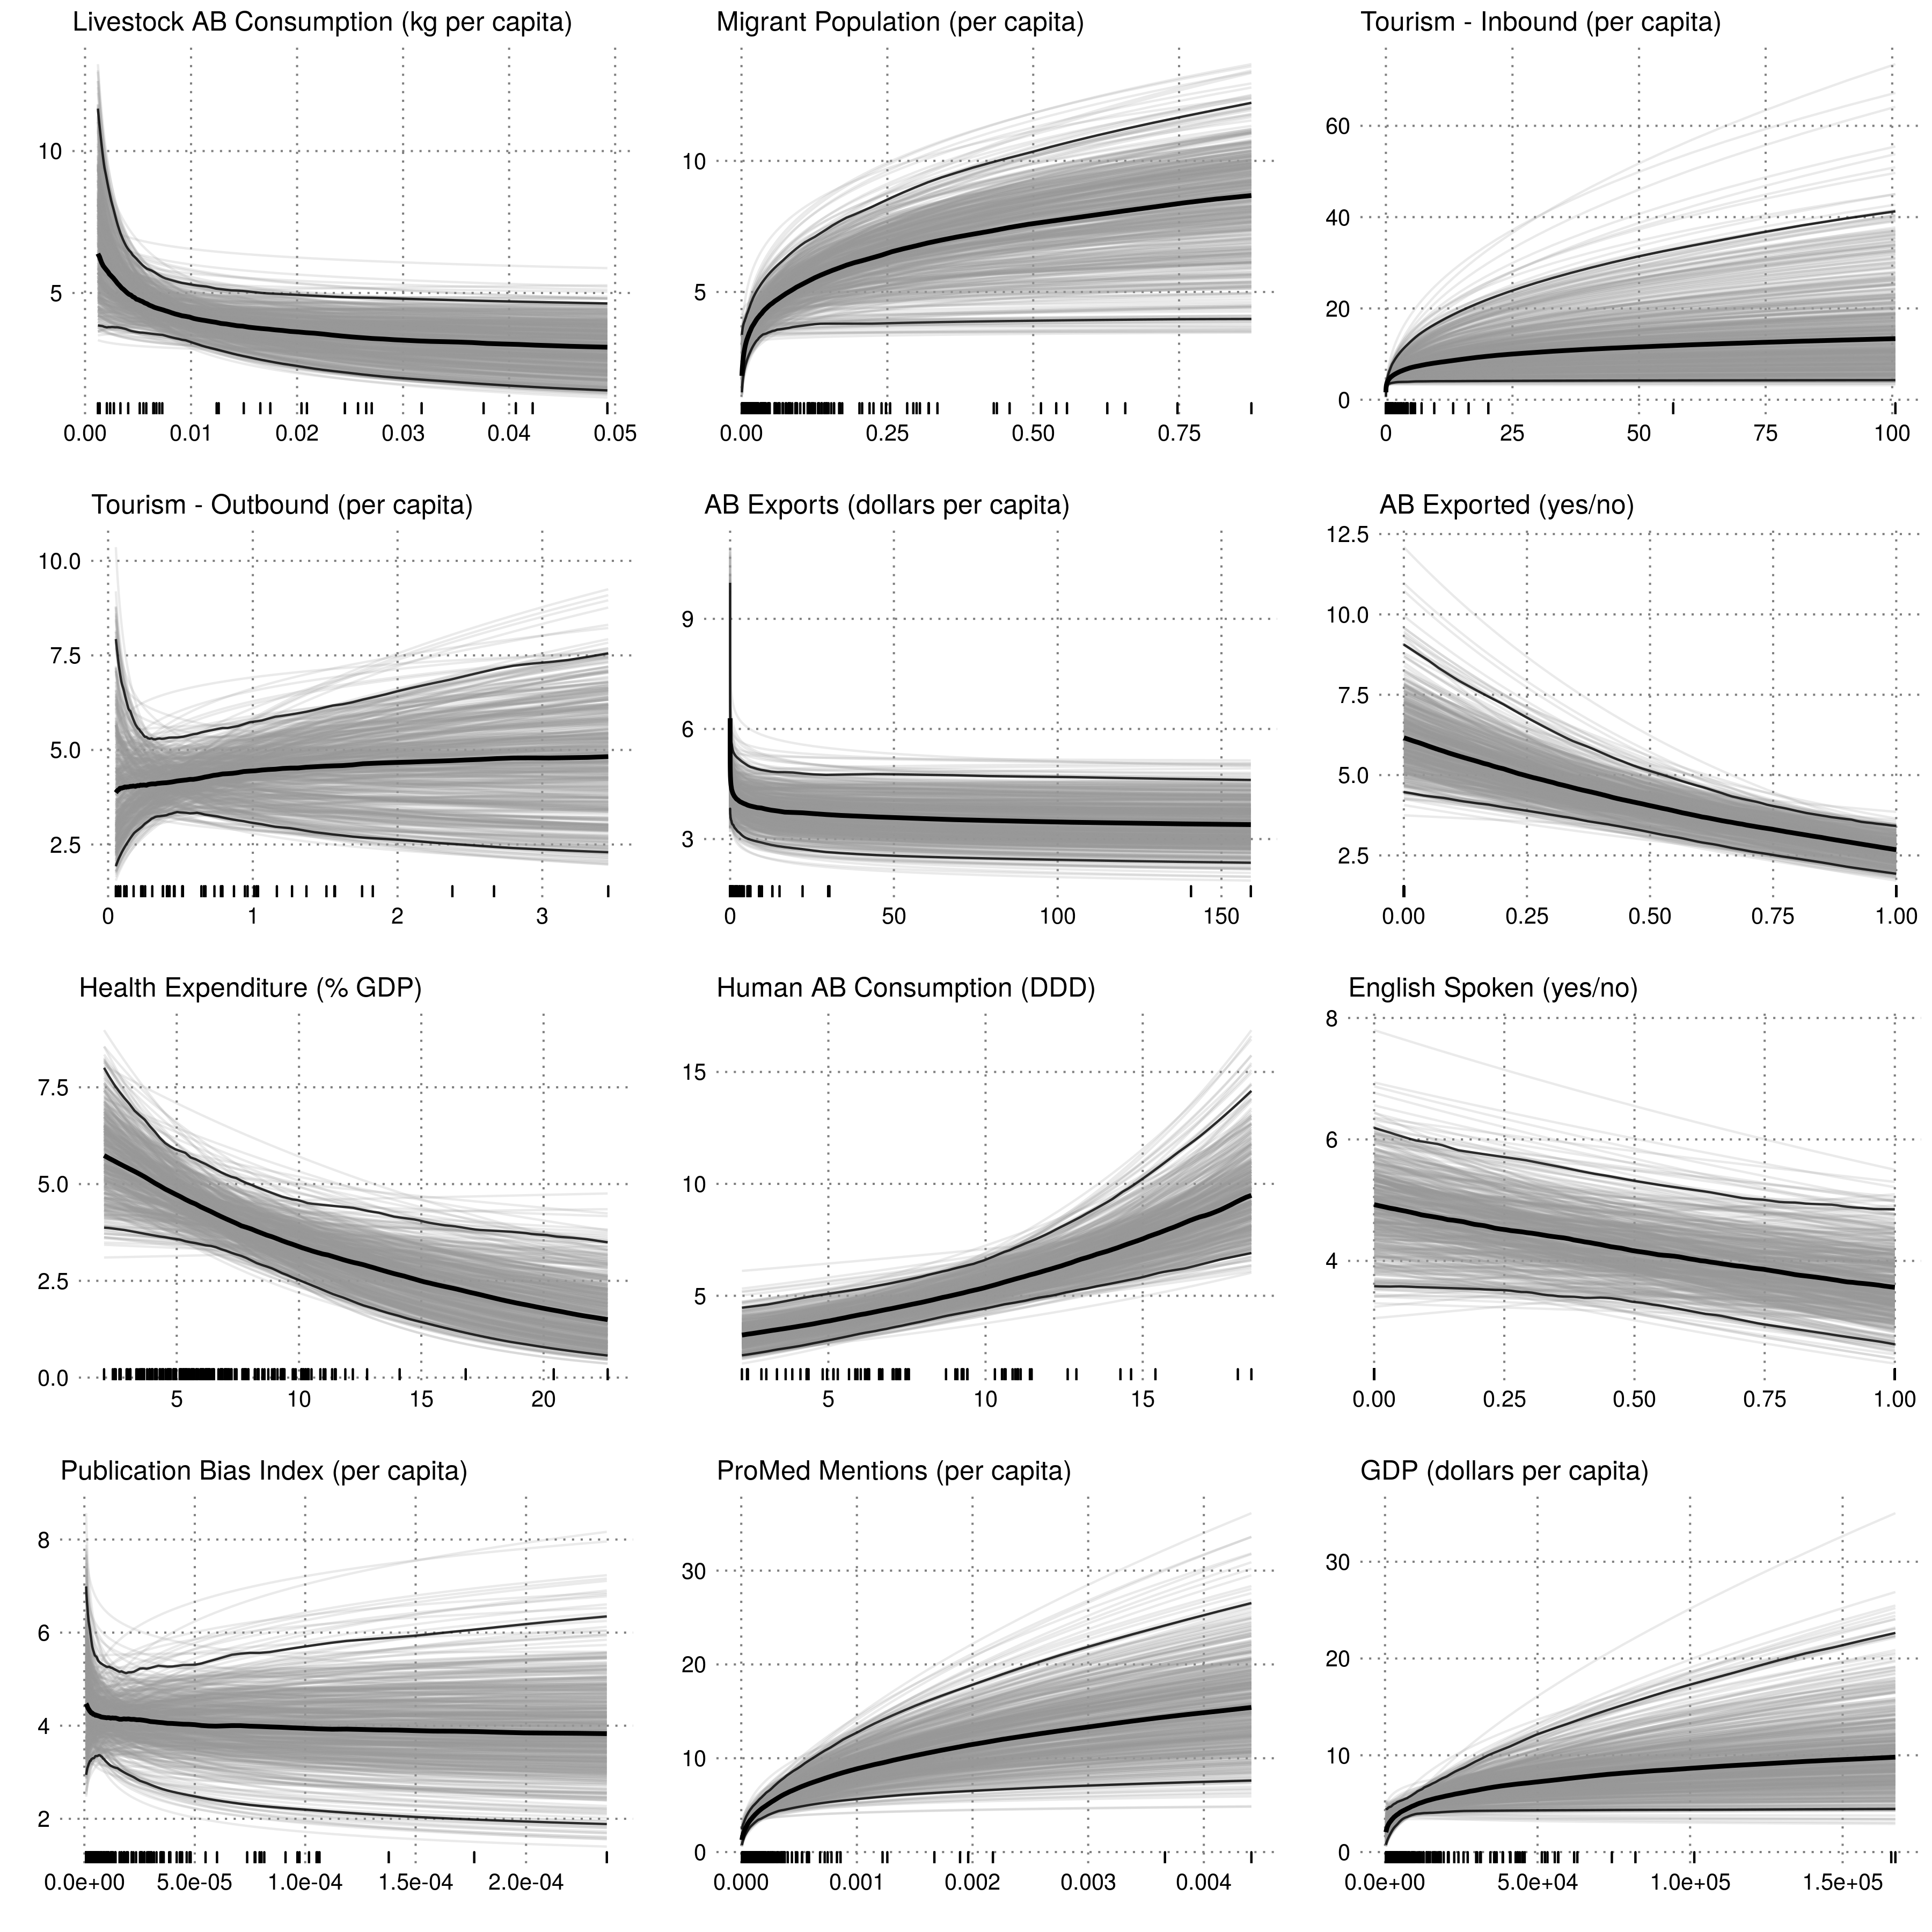 Livestock AB Consumption (kg per capita)
10
5
0.00 0.01 0.02 0.03 0.04 0.05
Migrant Population (per capita)
10
5
0.00 0.25 0.50 0.75
Tourism - Inbound (per capita)
60
40
20
0
0 25 50 75 100
Tourism - Outbound (per capita)
10.0
7.5
5.0
2.5
0 1 2 3
AB Exports (dollars per capita)
9
6
3
0 50 100 150
AB Exported (yes/no)
12.5
10.0
7.5
5.0
2.5
0.00 0.25 0.50 0.75 1.00
Health Expenditure (% GDP)
7.5
5.0
2.5
0.0
5 10 15 20
Human AB Consumption (DDD)
15
10
5
5 10 15
English Spoken (yes/no)
8
6
4
0.00 0.25 0.50 0.75 1.00
Publication Bias Index (per capita)
8
6
4
2
0.0e+00 5.0e-05 1.0e-04 1.5e-04 2.0e-04
ProMed Mentions (per capita)
30
20
10
0
0.000 0.001 0.002 0.003 0.004
GDP (dollars per capita)
30
20
10
0
0.0e+00 5.0e+04 1.0e+05 1.5e+05